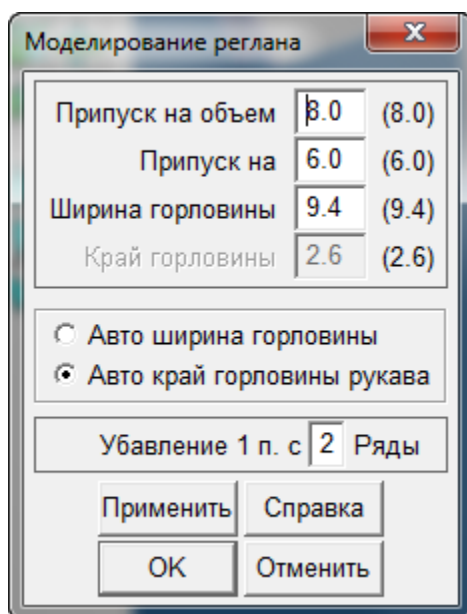 Моделирование реглана
Припуск на объем 8.0 (8.0)
Припуск на 6.0 (6.0)
Ширина горловины 9.4 (9.4)
Край горловины 2.6 (2.6)
Авто ширина горловины
Авто край горловины рукава
Убавление 1 п. с 2 Ряды
Применить Справка
OK Отменить